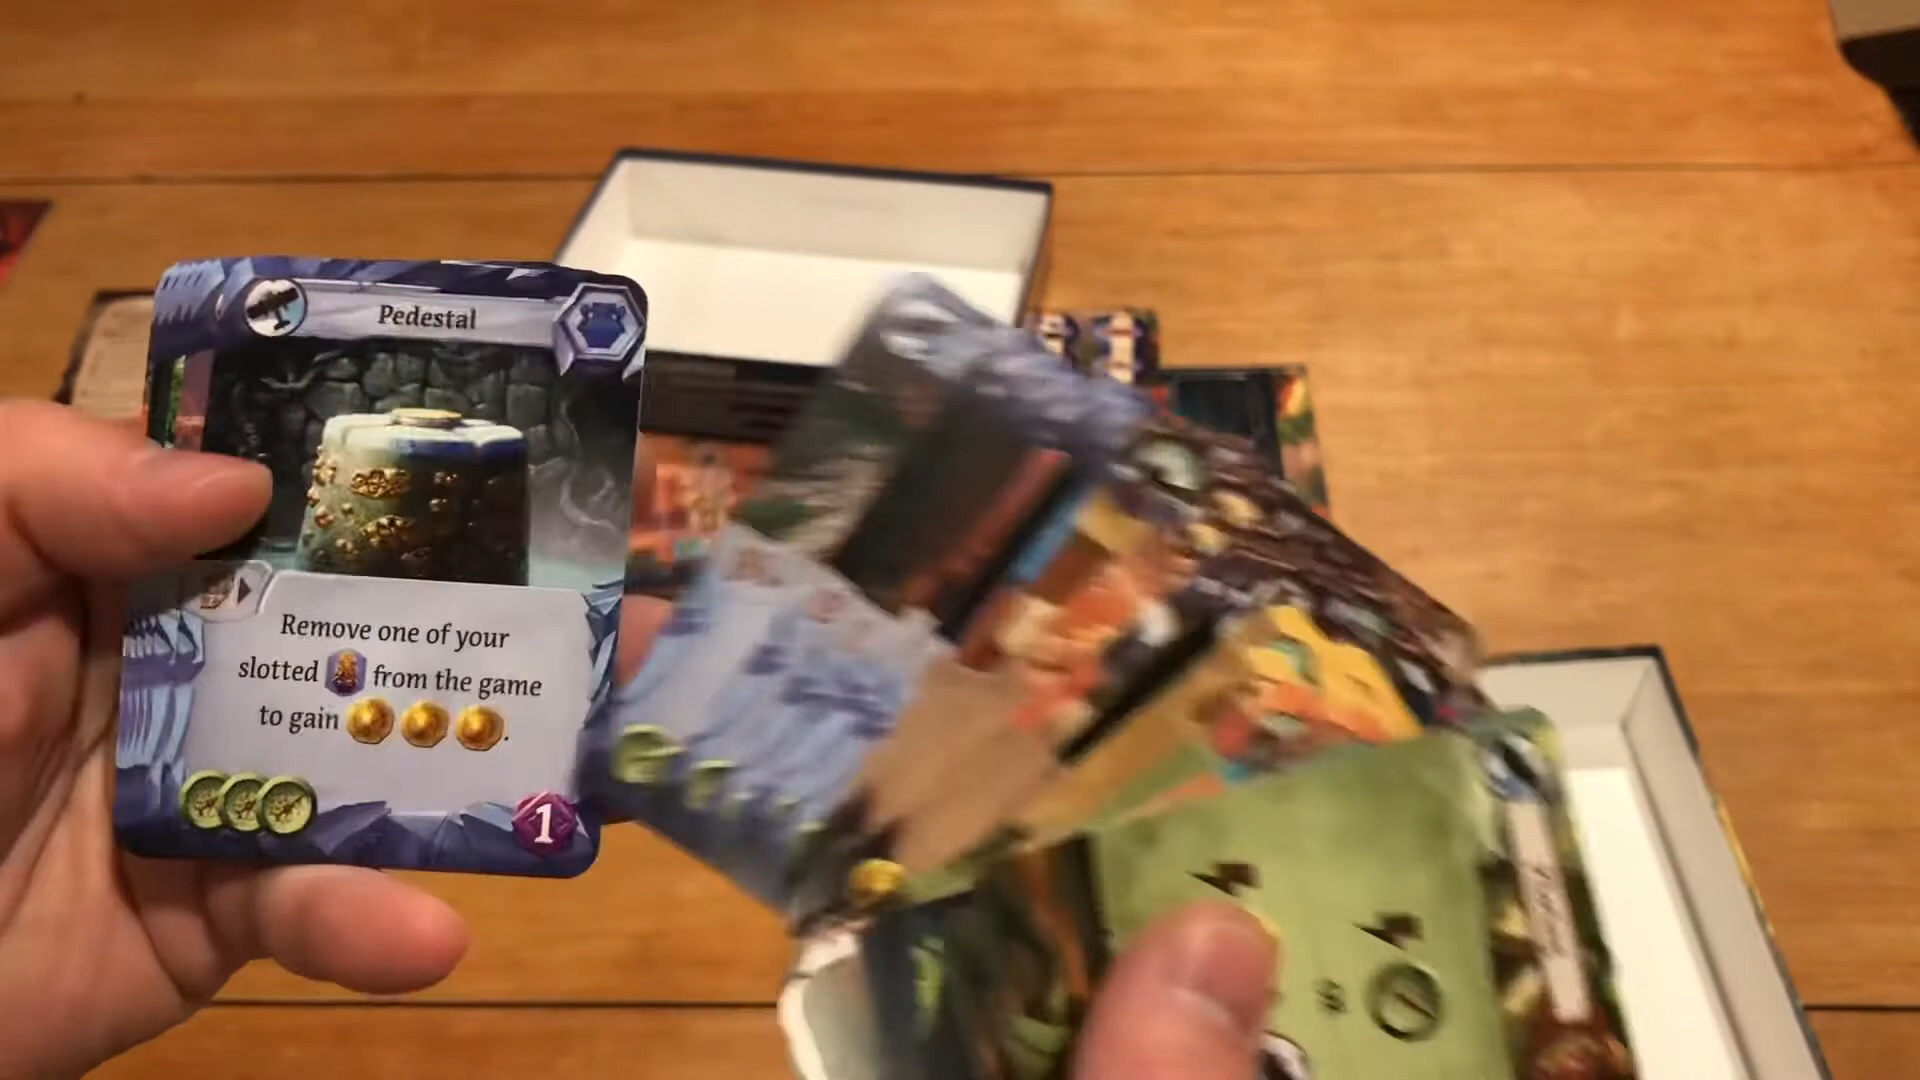 Pedestal
Remove one of your
slotted from the game
to gain .
1